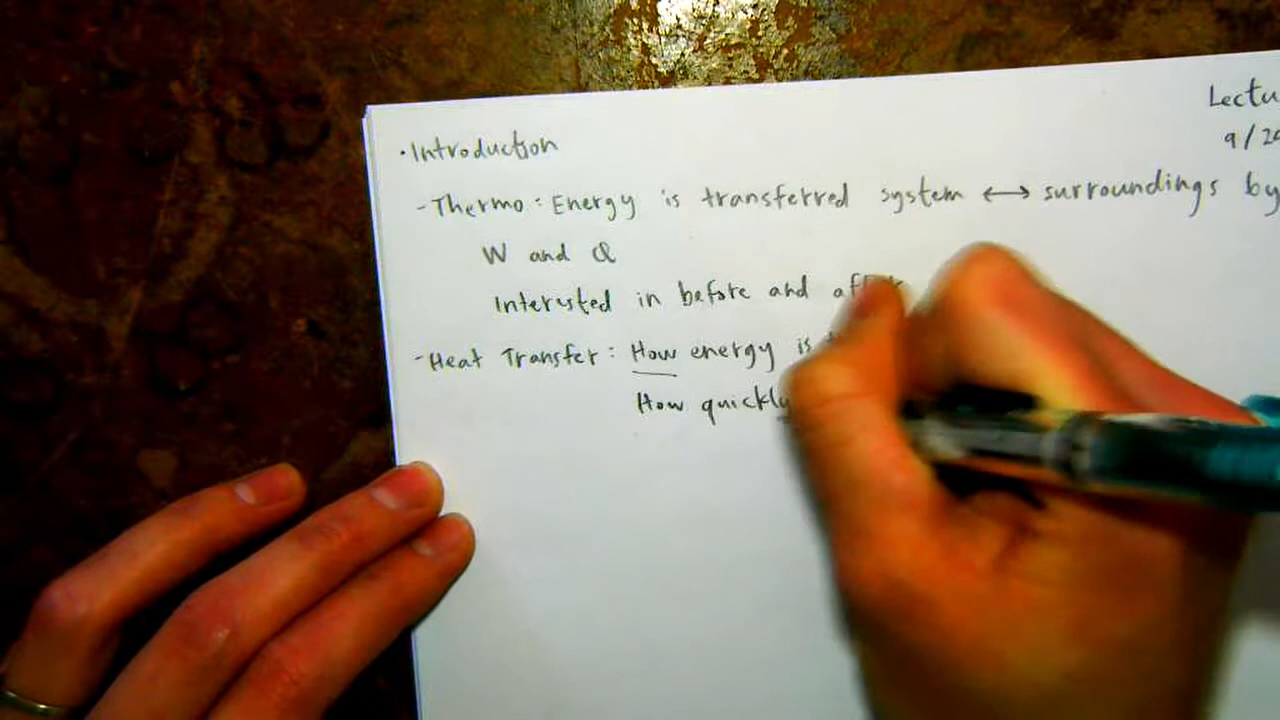 Lectu
9/2
• Introduction
- Thermo: Energy is transferred system ↔ surroundings by
W and Q
Interested in before and after
- Heat Transfer: How energy is
How quickly